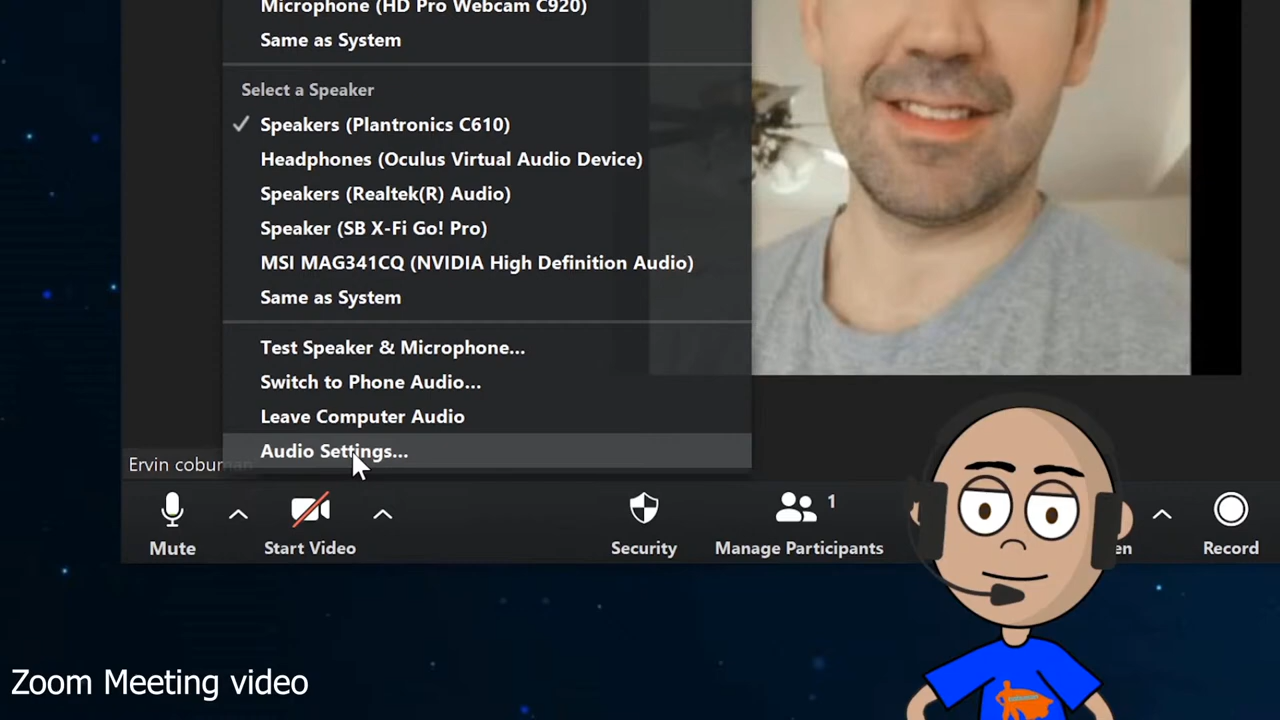 Microphone (HD Pro Webcam C920)
Same as System
Select a Speaker
Speakers (Plantronics C610)
Headphones (Oculus Virtual Audio Device)
Speakers (Realtek(R) Audio)
Speaker (SB X-Fi Go! Pro)
MSI MAG341CQ (NVIDIA High Definition Audio)
Same as System
Test Speaker & Microphone...
Switch to Phone Audio...
Leave Computer Audio
Audio Settings...
Ervin coburnan
1
Mute
Start Video
Security
Manage Participants
en
Record
Zoom Meeting video